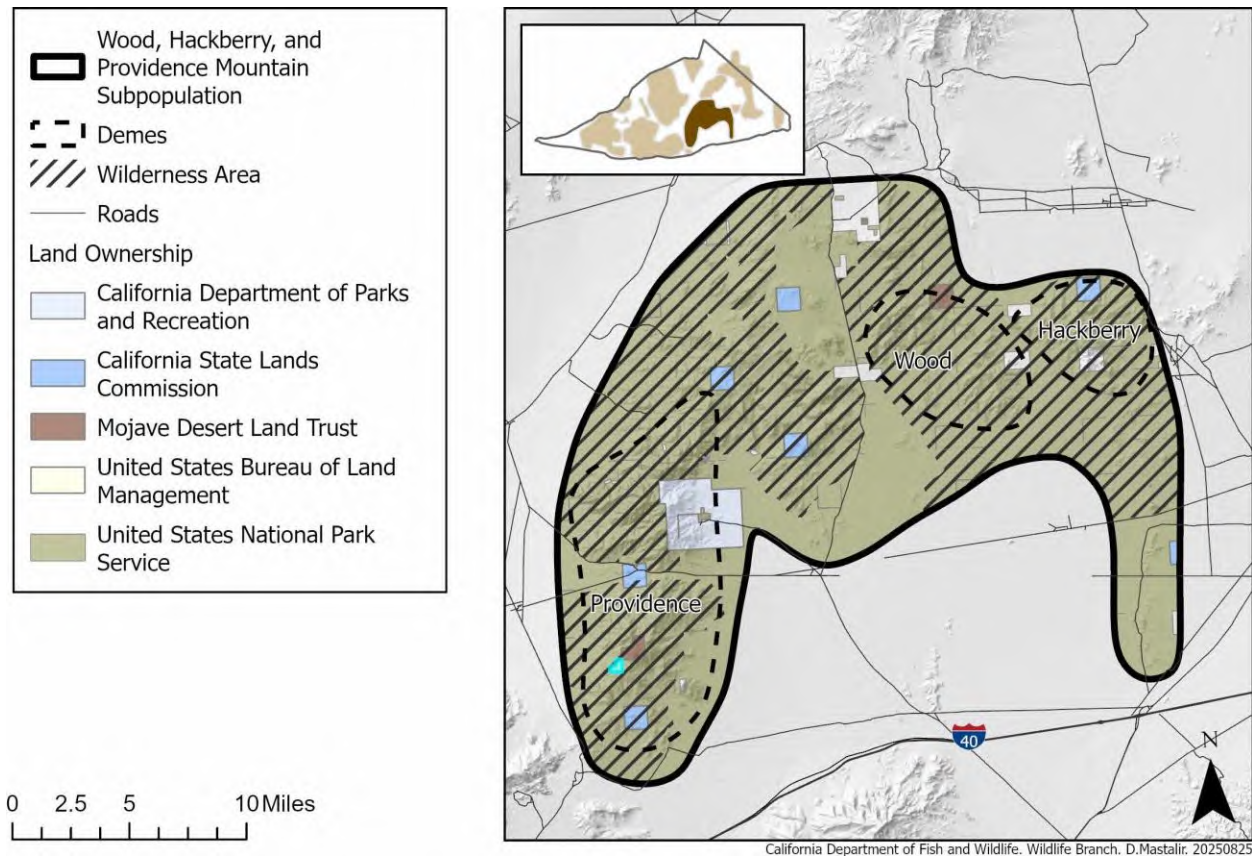 Wood, Hackberry, and
Providence Mountain
Subpopulation
Demes
Wilderness Area
Roads
Land Ownership
California Department of Parks
and Recreation
California State Lands
Commission
Mojave Desert Land Trust
United States Bureau of Land
Management
United States National Park
Service
0 2.5 5 10 Miles
Hackberry
Wood
Providence
40
N
California Department of Fish and Wildlife. Wildlife Branch. D.Mastalir. 20250825